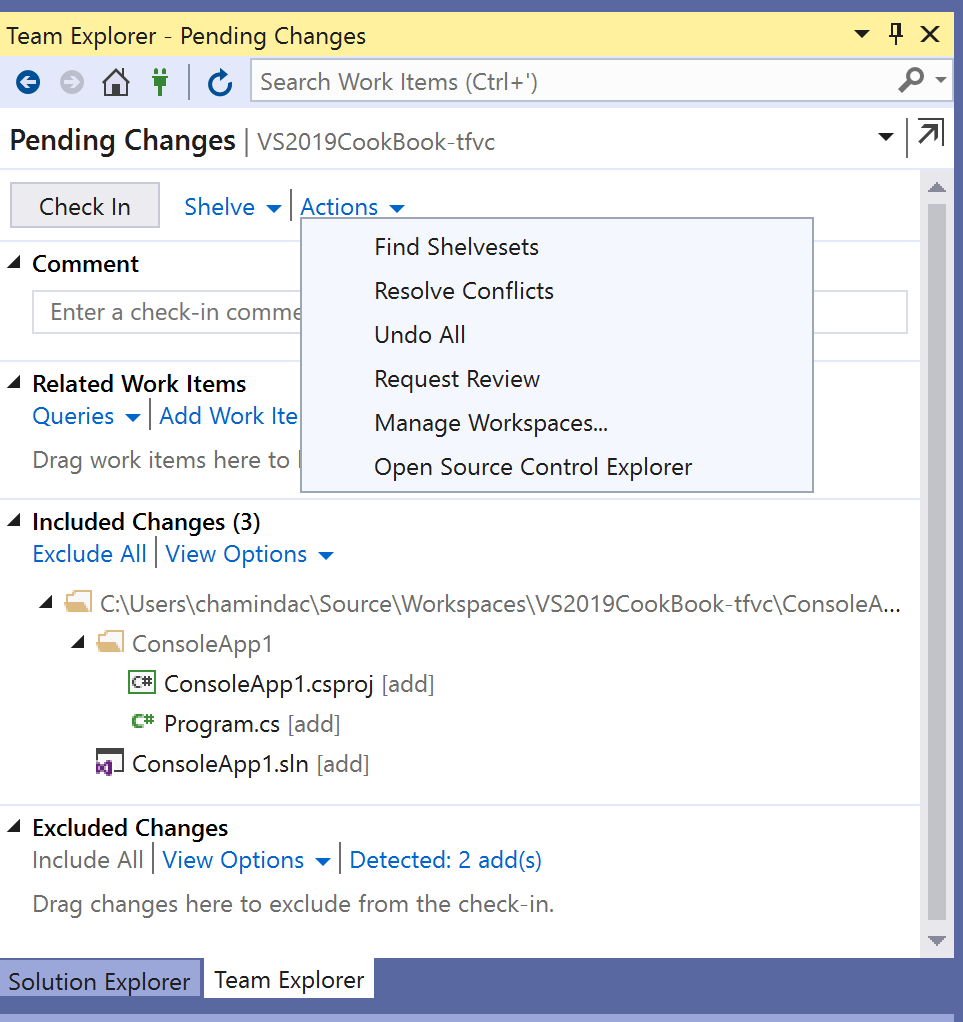 Team Explorer - Pending Changes
Search Work Items (Ctrl+')
Pending Changes | VS2019CookBook-tfvc
Check In Shelve Actions
Find Shelvesets
Resolve Conflicts
Undo All
Request Review
Manage Workspaces...
Open Source Control Explorer
Comment
Enter a check-in comme
Related Work Items
Queries Add Work Ite
Drag work items here to
Included Changes (3)
Exclude All View Options
C:\Users\chamindac\Source\Workspaces\VS2019CookBook-tfvc\ConsoleA...
ConsoleApp1
C# ConsoleApp1.csproj [add]
C# Program.cs [add]
ConsoleApp1.sln [add]
Excluded Changes
Include All View Options Detected: 2 add(s)
Drag changes here to exclude from the check-in.
Solution Explorer Team Explorer